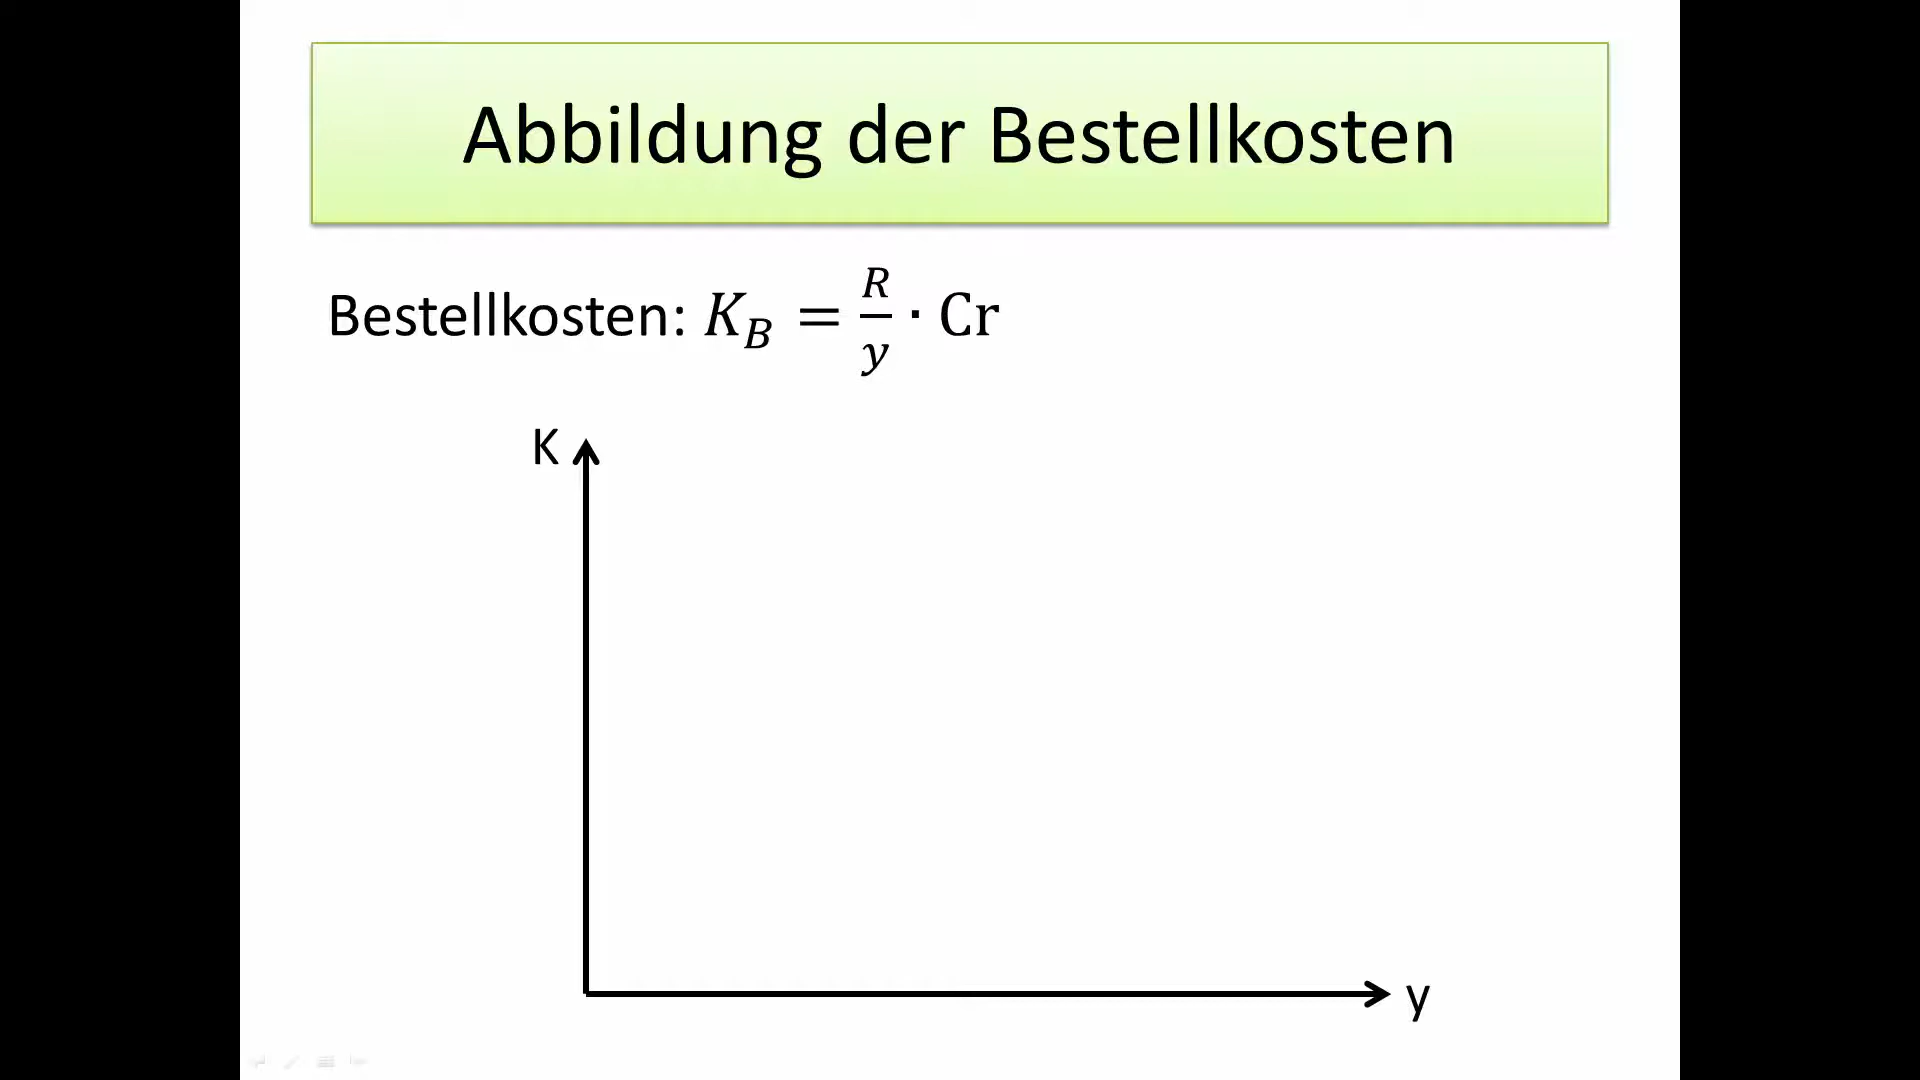 Abbildung der Bestellkosten
Bestellkosten: K_B = R/y · Cr
K
y